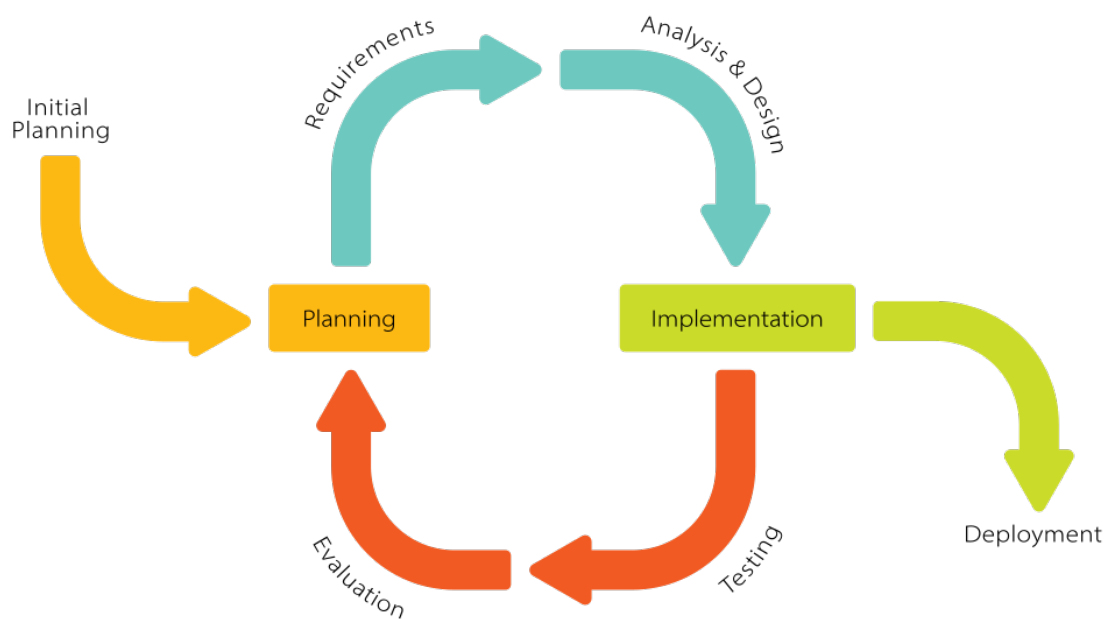 Initial
Planning
Requirements
Analysis & Design
Planning
Implementation
Evaluation
Testing
Deployment